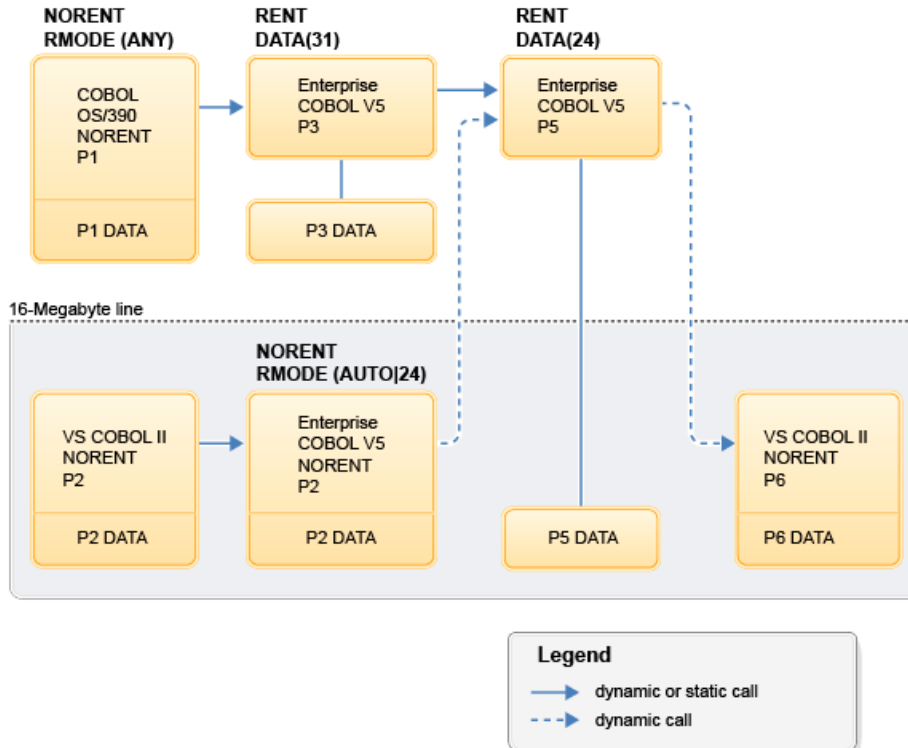 NORENT
RMODE (ANY)
RENT
DATA(31)
RENT
DATA(24)
COBOL
OS/390
NORENT
P1
P1 DATA
Enterprise
COBOL V5
P3
P3 DATA
Enterprise
COBOL V5
P5
16-Megabyte line
NORENT
RMODE (AUTO|24)
VS COBOL II
NORENT
P2
P2 DATA
Enterprise
COBOL V5
NORENT
P2
P2 DATA
P5 DATA
VS COBOL II
NORENT
P6
P6 DATA
Legend
dynamic or static call
dynamic call